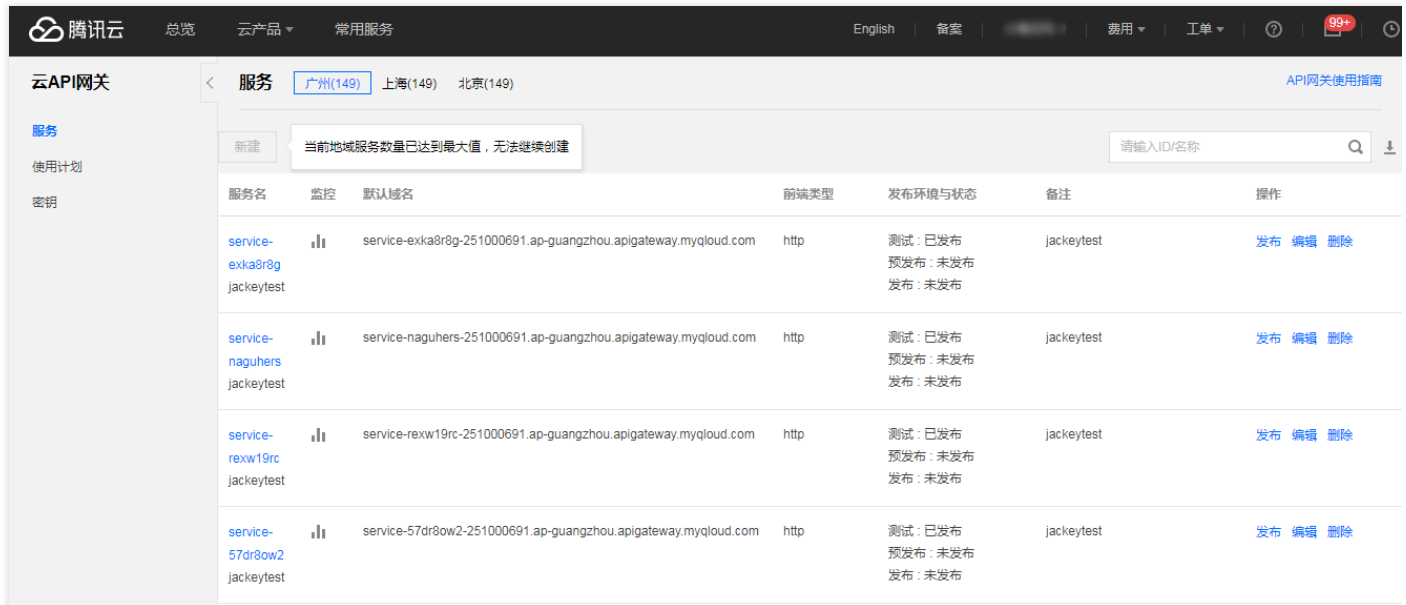 腾讯云 总览 云产品 常用服务 English 备案 费用 工单 99+
云API网关 服务 广州(149) 上海(149) 北京(149) API网关使用指南
服务
使用计划
密钥
新建 当前地域服务数量已达到最大值，无法继续创建 请输入ID/名称
服务名 监控 默认域名 前端类型 发布环境与状态 备注 操作
service- service-exka8r8g-251000691.ap-guangzhou.apigateway.myqloud.com http 测试 : 已发布 jackeytest 发布 编辑 删除
exka8r8g 预发布 : 未发布
jackeytest 发布 : 未发布
service- service-naguhers-251000691.ap-guangzhou.apigateway.myqloud.com http 测试 : 已发布 jackeytest 发布 编辑 删除
naguhers 预发布 : 未发布
jackeytest 发布 : 未发布
service- service-rexw19rc-251000691.ap-guangzhou.apigateway.myqloud.com http 测试 : 已发布 jackeytest 发布 编辑 删除
rexw19rc 预发布 : 未发布
jackeytest 发布 : 未发布
service- service-57dr8ow2-251000691.ap-guangzhou.apigateway.myqloud.com http 测试 : 已发布 jackeytest 发布 编辑 删除
57dr8ow2 预发布 : 未发布
jackeytest 发布 : 未发布